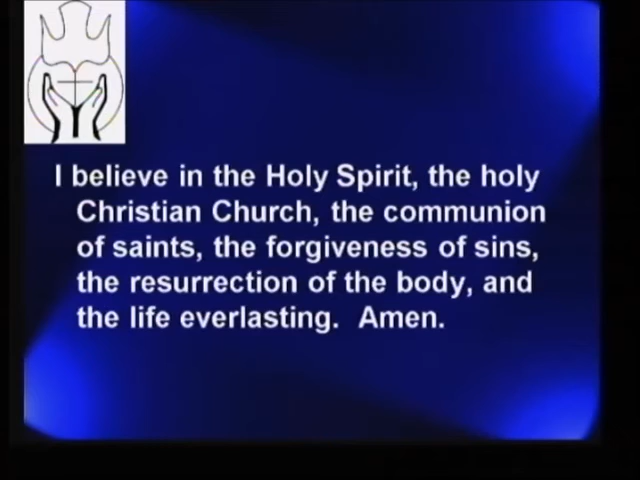 I believe in the Holy Spirit, the holy
Christian Church, the communion
of saints, the forgiveness of sins,
the resurrection of the body, and
the life everlasting.  Amen.